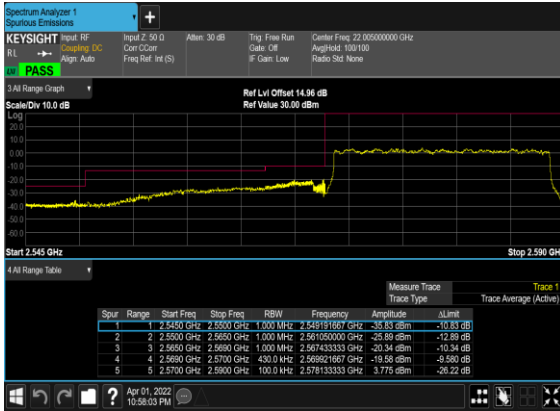 Spectrum Analyzer 1
Spurious Emissions
+
KEYSIGHT Input: RF Input Z: 50 Ω Atten: 30 dB Trig: Free Run Center Freq: 22.005000000 GHz
RL Coupling: DC Corr CCorr Gate: Off Avg|Hold: 100/100
Align: Auto Freq Ref: Int (S) IF Gain: Low Radio Std: None
PASS
3 All Range Graph
Ref Lvl Offset 14.96 dB
Scale/Div 10.0 dB Ref Value 30.00 dBm
Log
20.0
10.0
0.00
-10.0
-20.0
-30.0
-40.0
-50.0
-60.0
Start 2.545 GHz Stop 2.590 GH
4 All Range Table
Measure Trace Trace 1
Trace Type Trace Average (Active)
Spur Range Start Freq Stop Freq RBW Frequency Amplitude ΔLimit
1 1 2.5450 GHz 2.5500 GHz 1.000 MHz 2.549191667 GHz -35.83 dBm -10.83 dB
2 2 2.5500 GHz 2.5650 GHz 1.000 MHz 2.561050000 GHz -25.89 dBm -12.89 dB
3 3 2.5650 GHz 2.5690 GHz 1.000 MHz 2.567433333 GHz -20.34 dBm -10.34 dB
4 4 2.5690 GHz 2.5700 GHz 430.0 kHz 2.569921667 GHz -19.58 dBm -9.580 dB
5 5 2.5700 GHz 2.5900 GHz 100.0 kHz 2.578133333 GHz 3.775 dBm -26.22 dB
?
Apr 01, 2022
10:58:03 PM